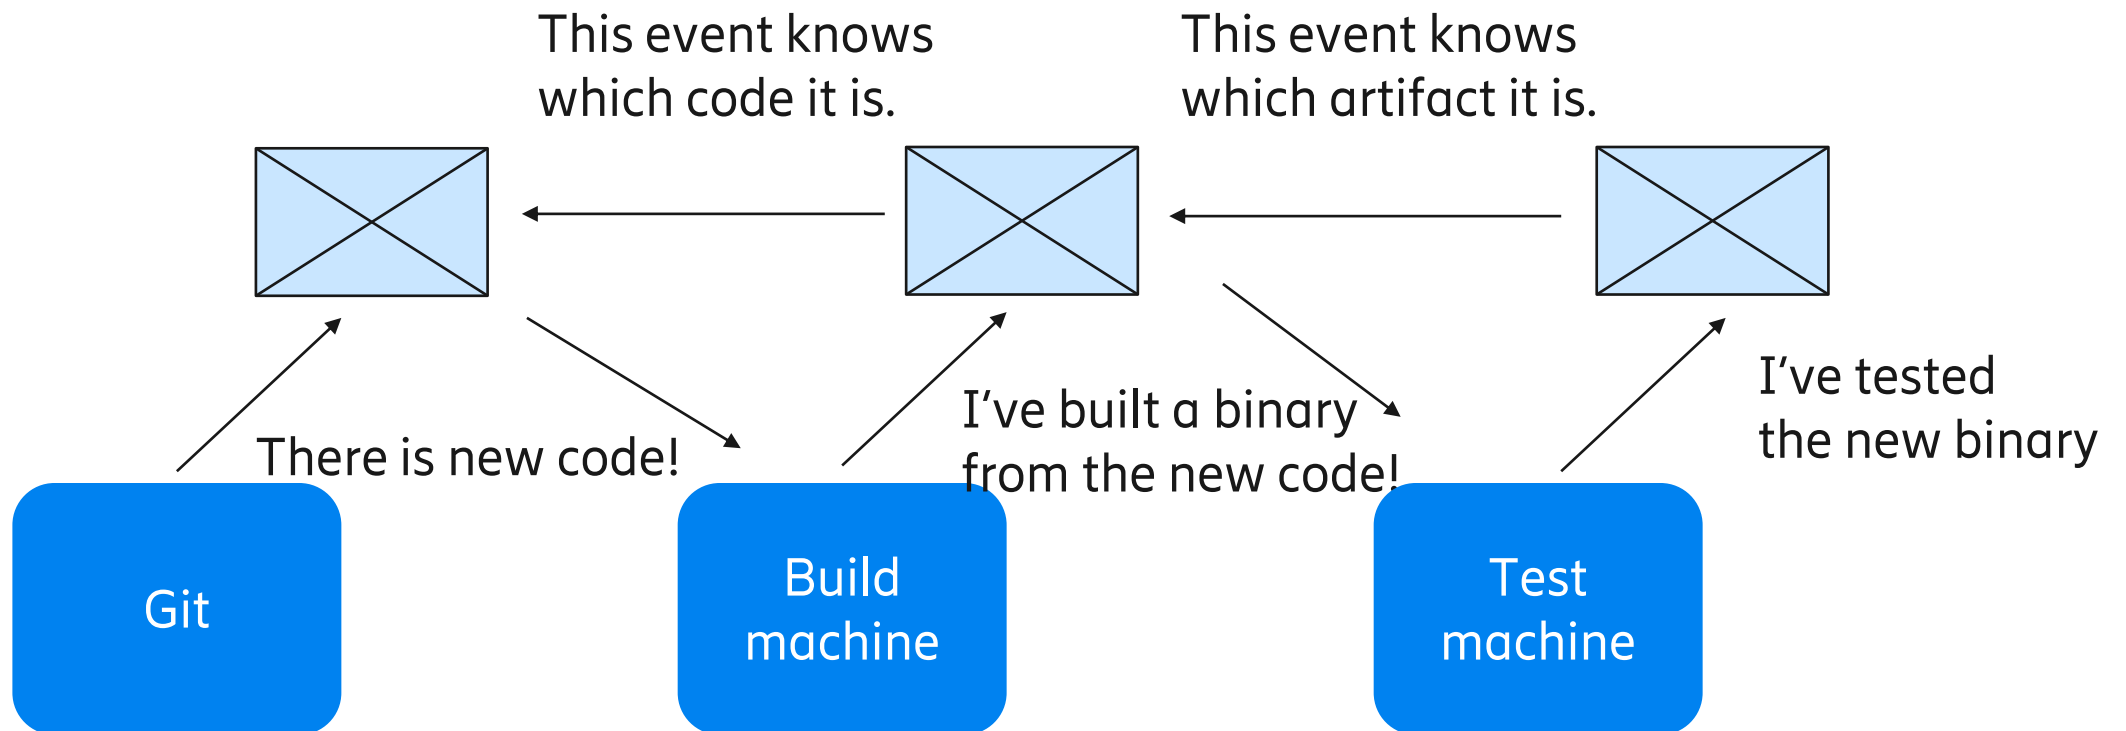 This event knows
which code it is.
This event knows
which artifact it is.
There is new code!
I've built a binary
from the new code!
I've tested
the new binary
Git
Build
machine
Test
machine